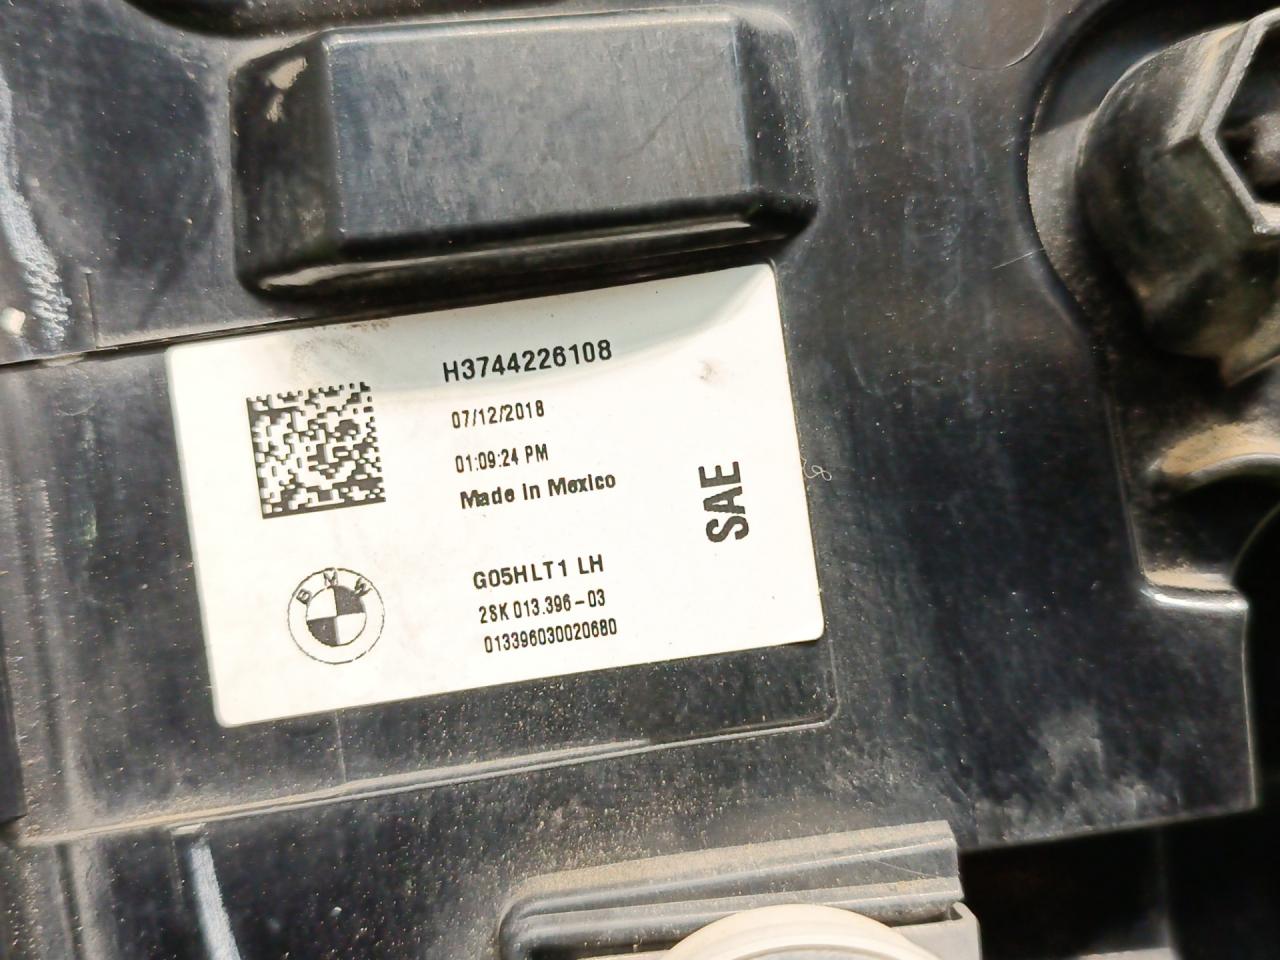 H3744226108
07/12/2018
01:09:24 PM
Made in Mexico
SAE
BMW
G05HLT1 LH
2SK 013.396-03
013396030020680